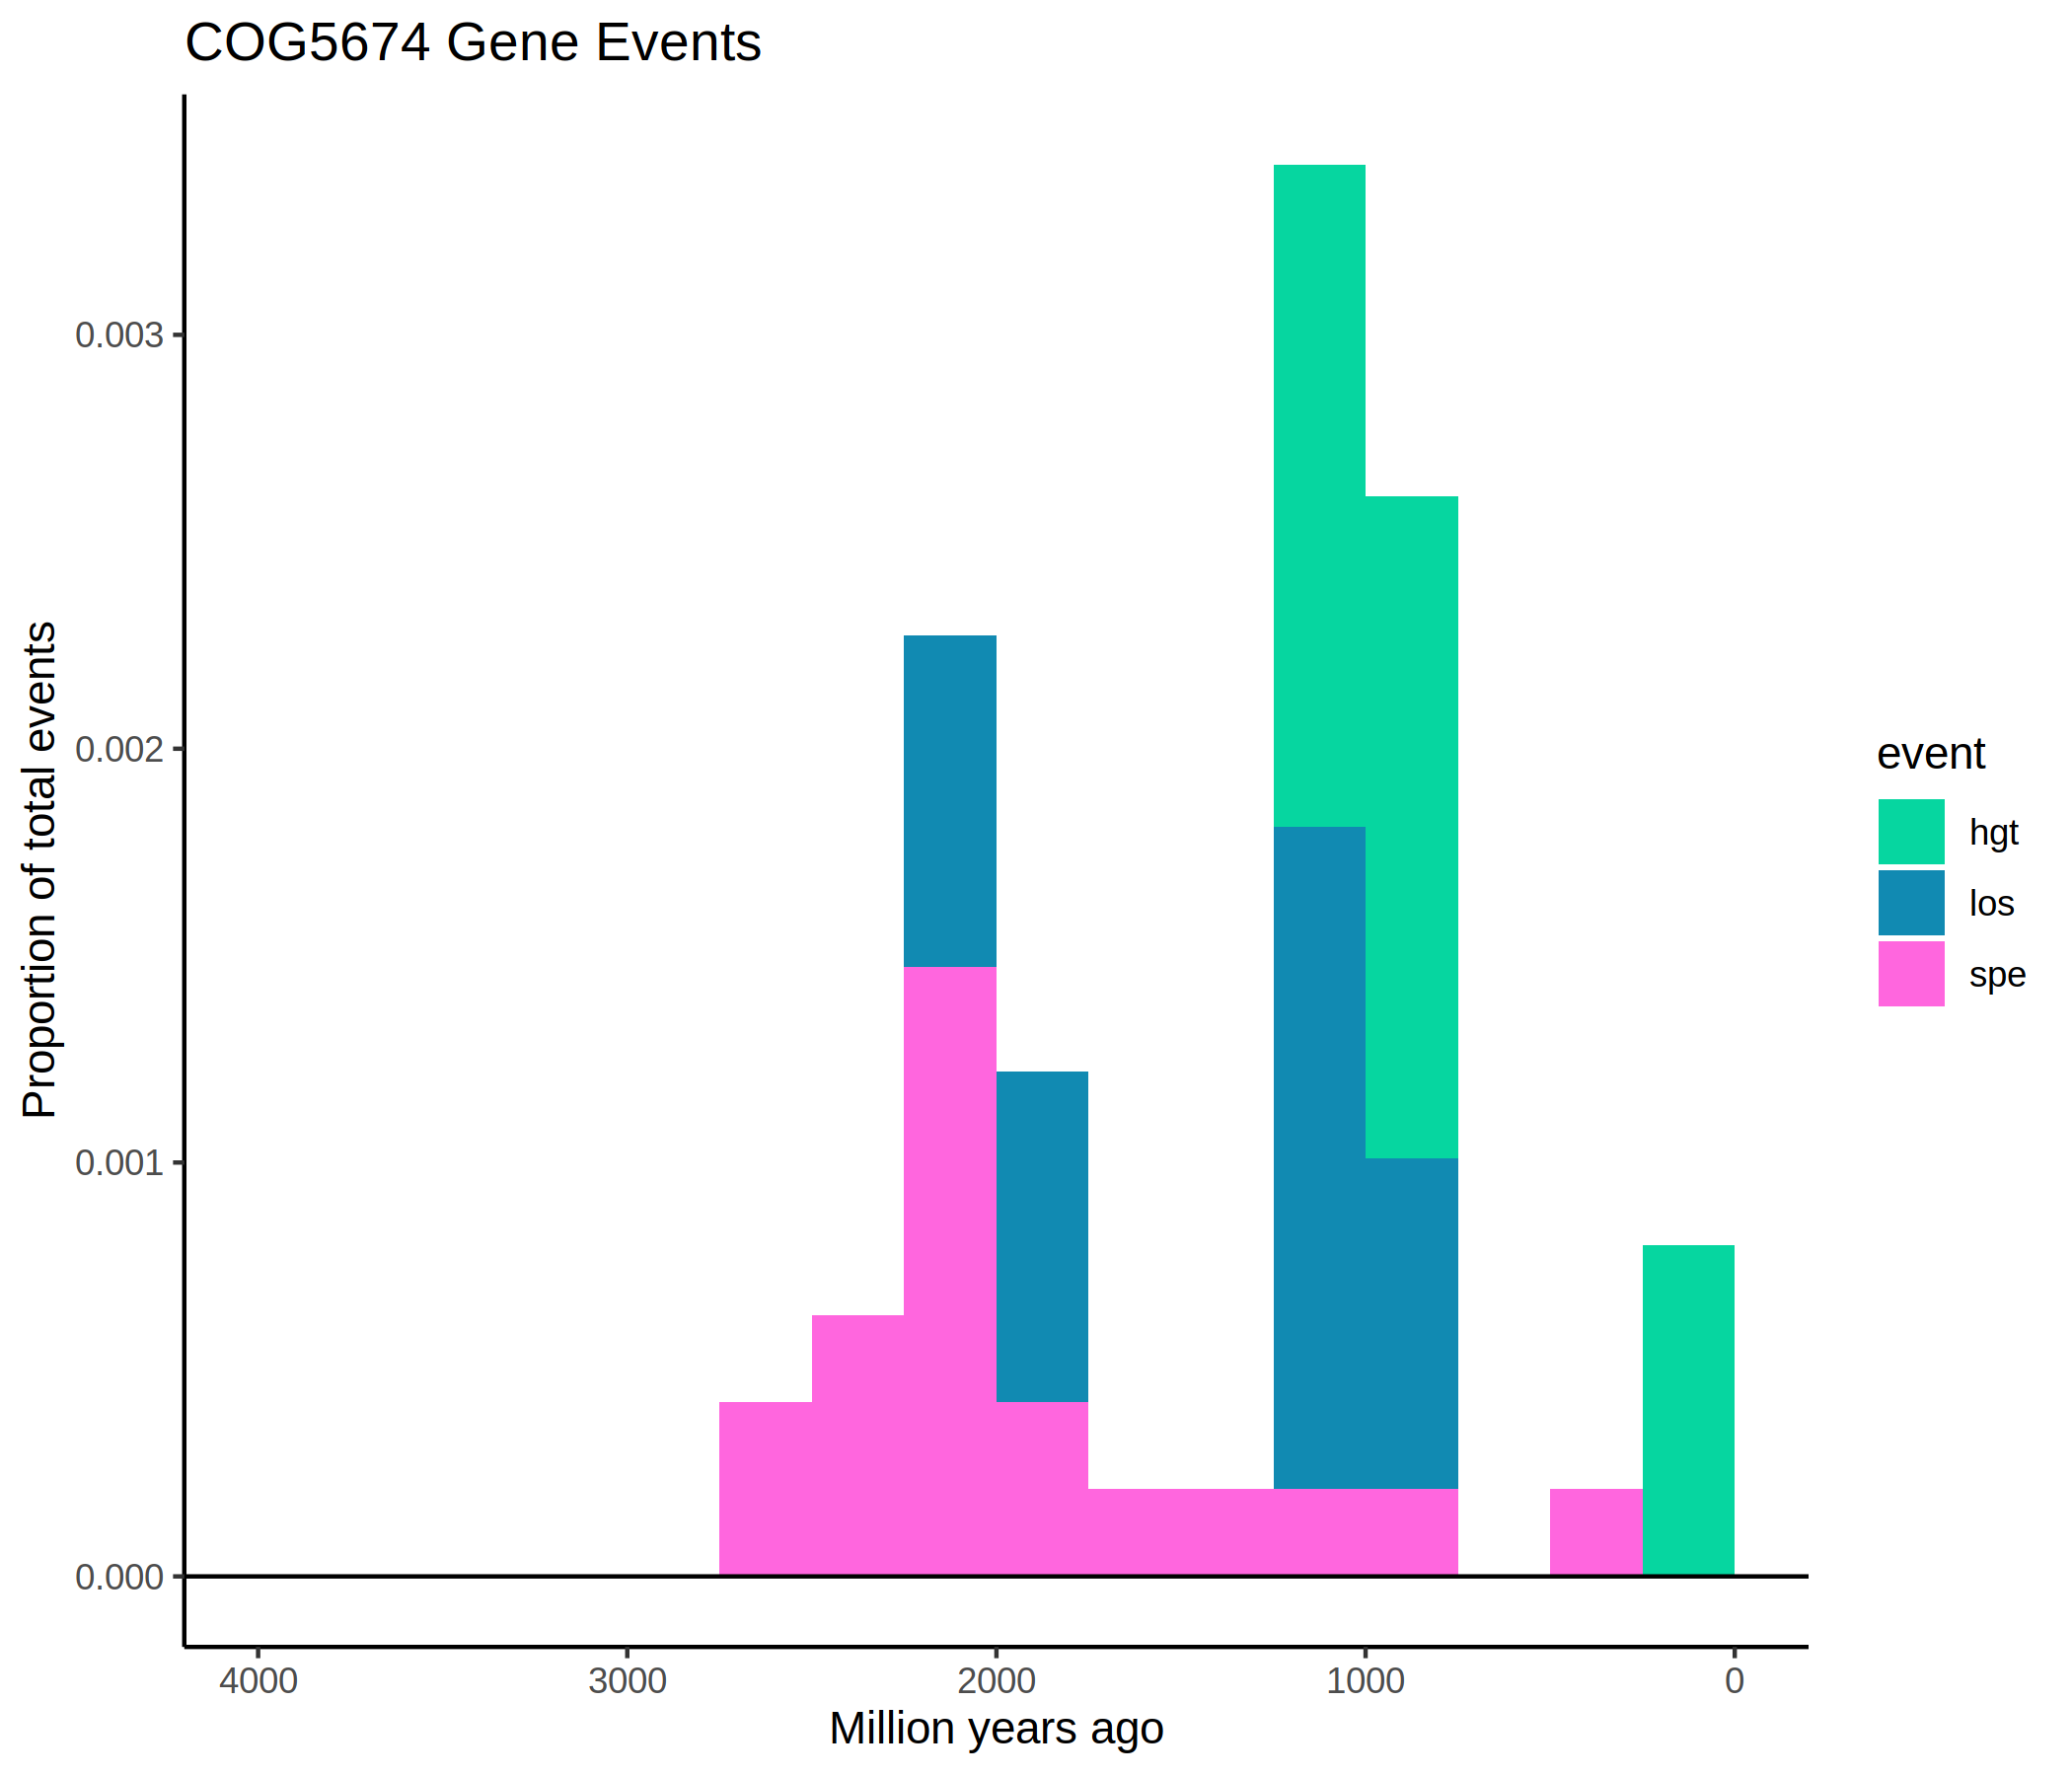 COG5674 Gene Events
Proportion of total events
0.003
0.002
0.001
0.000
4000 3000 2000 1000 0
Million years ago
event
hgt
los
spe